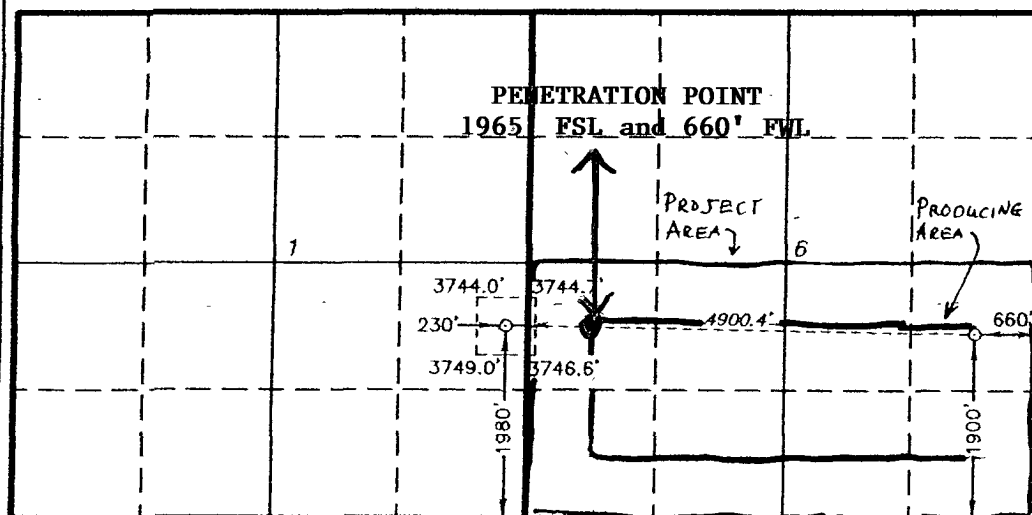 PENETRATION POINT
1965' FSL and 660' FWL
PROJECT AREA
PRODUCING AREA
1
6
3744.0' 3744.7'
230'
4900.4'
660'
3749.0' 3746.6'
1980'
1900'